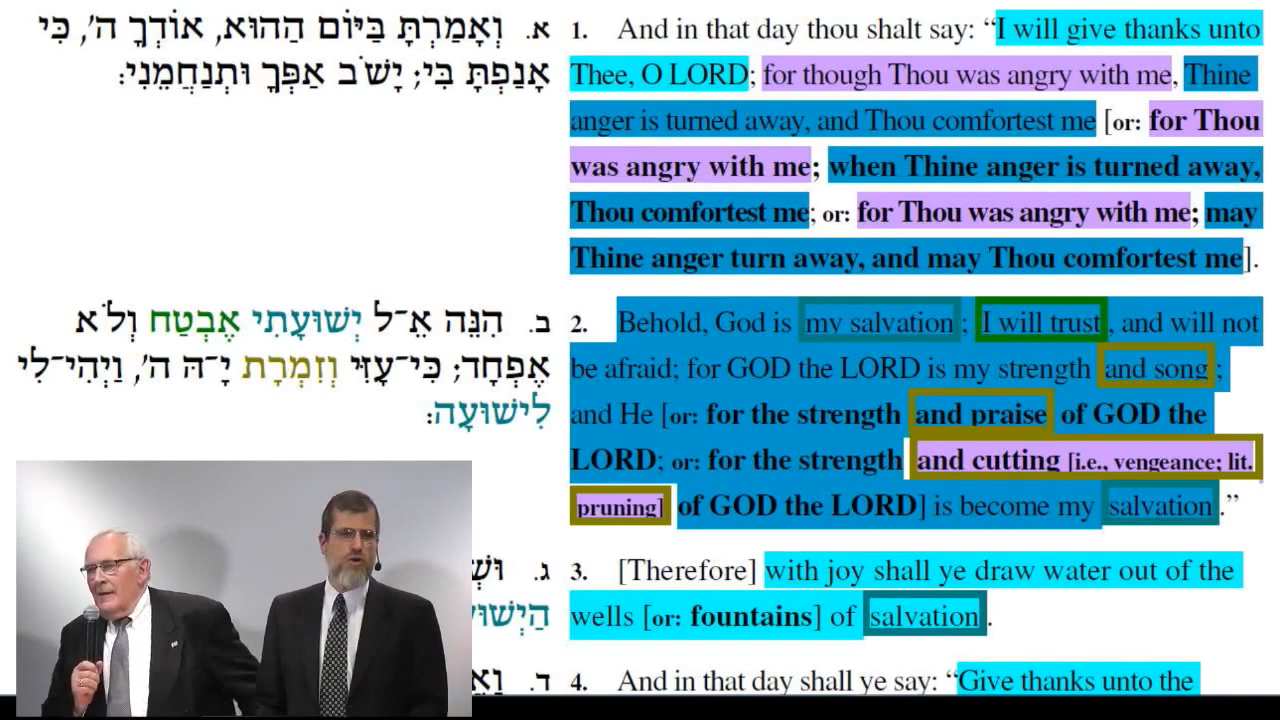 א. וְאָמַרְתָּ בַּיּוֹם הַהוּא, אוֹדְךָ ה', כִּי
אָנַפְתָּ בִּי; יָשֹׁב אַפְּךָ וּתְנַחֲמֵנִי:
1. And in that day thou shalt say: “I will give thanks unto
Thee, O LORD; for though Thou was angry with me, Thine
anger is turned away, and Thou comfortest me [or: for Thou
was angry with me; when Thine anger is turned away,
Thou comfortest me; or: for Thou was angry with me; may
Thine anger turn away, and may Thou comfortest me].
ב. הִנֵּה אֵ־ל יְשׁוּעָתִי אֶבְטַח וְלֹא
אֶפְחָד; כִּי־עָזִּי וְזִמְרָת יָ־הּ ה', וַיְהִי־לִי
לִישׁוּעָה:
2. Behold, God is my salvation; I will trust, and will not
be afraid; for GOD the LORD is my strength and song;
and He [or: for the strength and praise of GOD the
LORD; or: for the strength and cutting [i.e., vengeance; lit.
pruning] of GOD the LORD] is become my salvation.”
ג.
3. [Therefore] with joy shall ye draw water out of the
wells [or: fountains] of salvation.
ד.
4. And in that day shall ye say: “Give thanks unto the